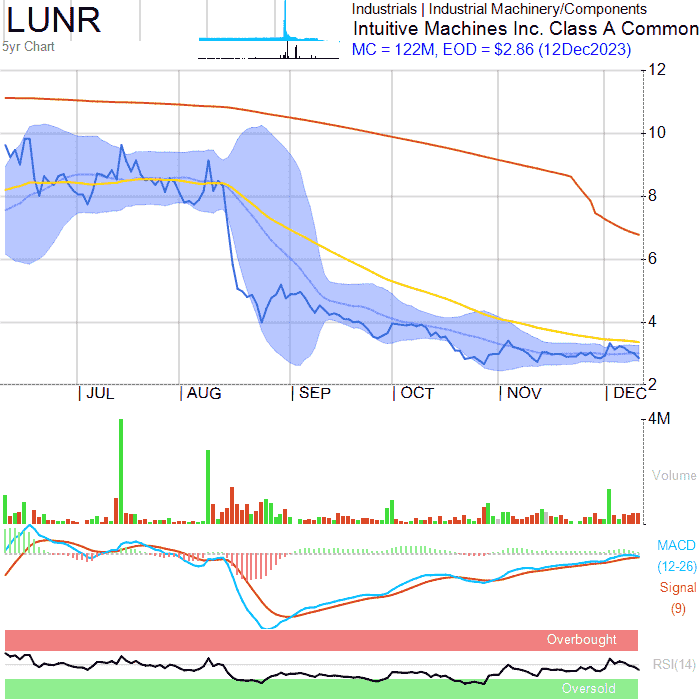 LUNR
5yr Chart
Industrials | Industrial Machinery/Components
Intuitive Machines Inc. Class A Common
MC = 122M, EOD = $2.86 (12Dec2023)
12
10
8
6
4
2
JUL AUG SEP OCT NOV DEC
4M
Volume
MACD
(12-26)
Signal
(9)
Overbought
RSI(14)
Oversold